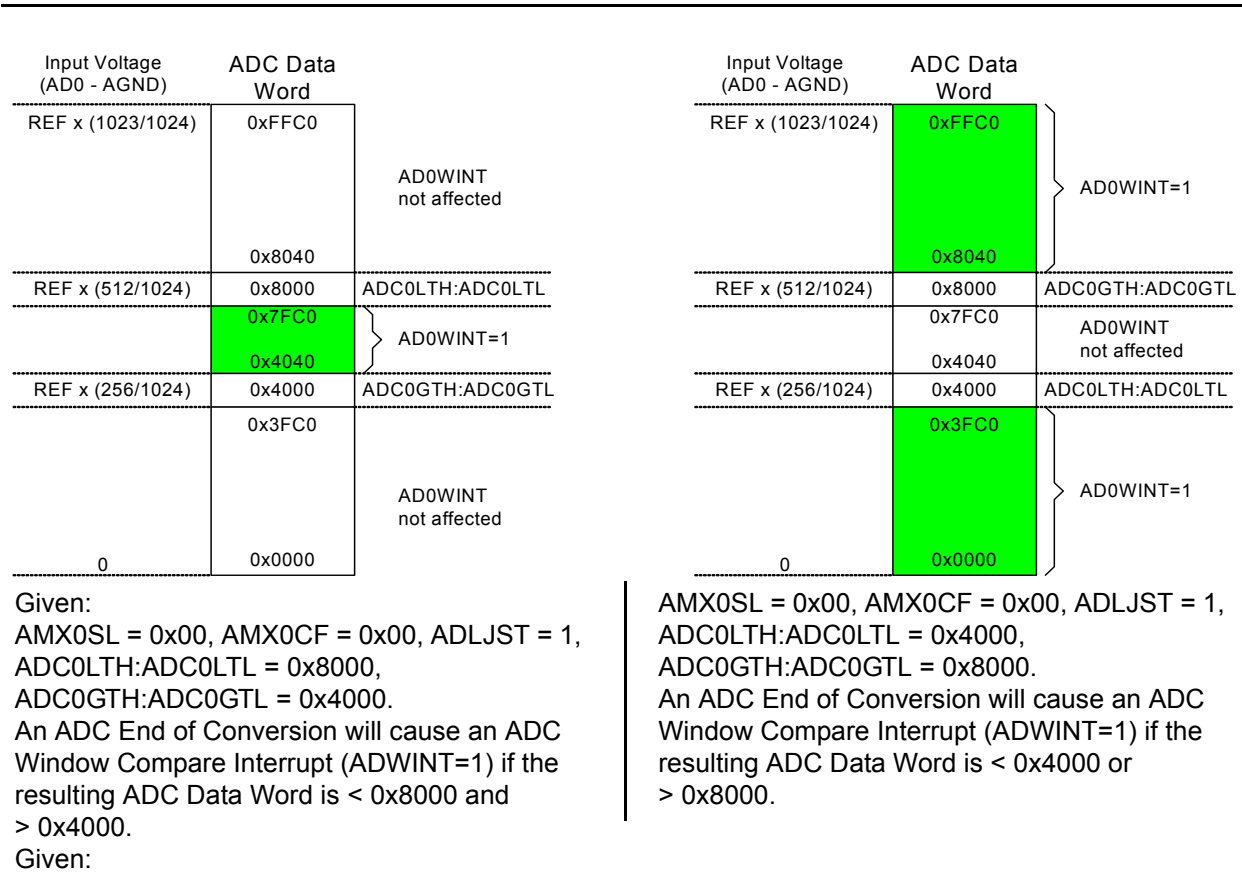 Input Voltage
(AD0 - AGND)
ADC Data
Word
REF x (1023/1024)
0xFFC0
AD0WINT
not affected
0x8040
REF x (512/1024)
0x8000
ADC0LTH:ADC0LTL
0x7FC0
AD0WINT=1
0x4040
REF x (256/1024)
0x4000
ADC0GTH:ADC0GTL
0x3FC0
AD0WINT
not affected
0
0x0000
Given:
AMX0SL = 0x00, AMX0CF = 0x00, ADLJST = 1,
ADC0LTH:ADC0LTL = 0x8000,
ADC0GTH:ADC0GTL = 0x4000.
An ADC End of Conversion will cause an ADC
Window Compare Interrupt (ADWINT=1) if the
resulting ADC Data Word is < 0x8000 and
> 0x4000.
Given:
Input Voltage
(AD0 - AGND)
ADC Data
Word
REF x (1023/1024)
0xFFC0
AD0WINT=1
0x8040
REF x (512/1024)
0x8000
ADC0GTH:ADC0GTL
0x7FC0
AD0WINT
not affected
0x4040
REF x (256/1024)
0x4000
ADC0LTH:ADC0LTL
0x3FC0
AD0WINT=1
0
0x0000
AMX0SL = 0x00, AMX0CF = 0x00, ADLJST = 1,
ADC0LTH:ADC0LTL = 0x4000,
ADC0GTH:ADC0GTL = 0x8000.
An ADC End of Conversion will cause an ADC
Window Compare Interrupt (ADWINT=1) if the
resulting ADC Data Word is < 0x4000 or
> 0x8000.